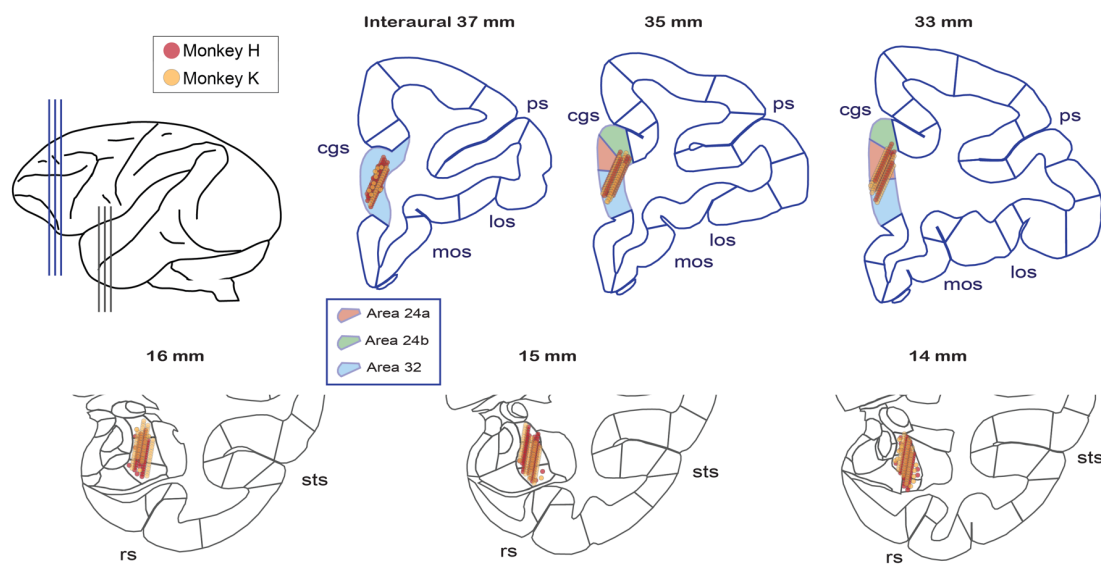 Interaural 37 mm
35 mm
33 mm
Monkey H
Monkey K
ps
ps
cgs
cgs
cgs
los
los
los
mos
mos
mos
Area 24a
Area 24b
Area 32
16 mm
15 mm
14 mm
sts
sts
sts
rs
rs
rs